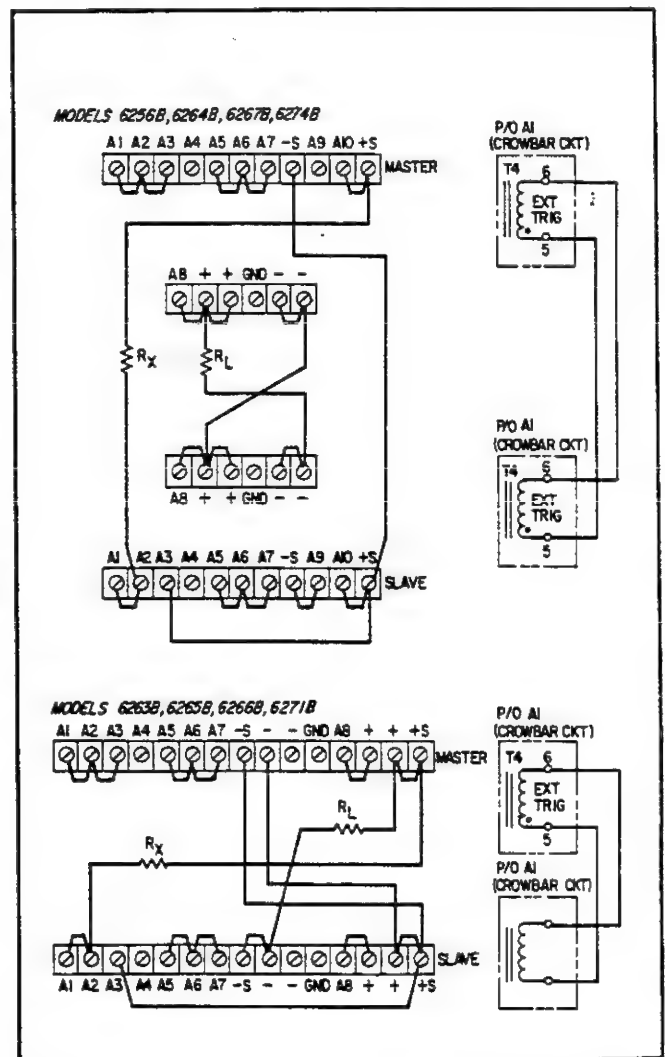 MODELS 6256B, 6264B, 6267B, 6274B
A1 A2 A3 A4 A5 A6 A7 -S A9 A10 +S
MASTER
P/O A1
(CROWBAR CKT)
T4
6
EXT
TRIG
5
A8 + + GND - -
RX
RL
A8 + + GND - -
P/O A1
(CROWBAR CKT)
T4
6
EXT
TRIG
5
A1 A2 A3 A4 A5 A6 A7 -S A9 A10 +S
SLAVE
MODELS 6263B, 6265B, 6266B, 6271B
A1 A2 A3 A4 A5 A6 A7 -S - - GND A8 + + +S
MASTER
P/O A1
(CROWBAR CKT)
T4
6
EXT
TRIG
5
RL
RX
P/O A1
(CROWBAR CKT)
SLAVE
A1 A2 A3 A4 A5 A6 A7 -S - - GND A8 + + +S